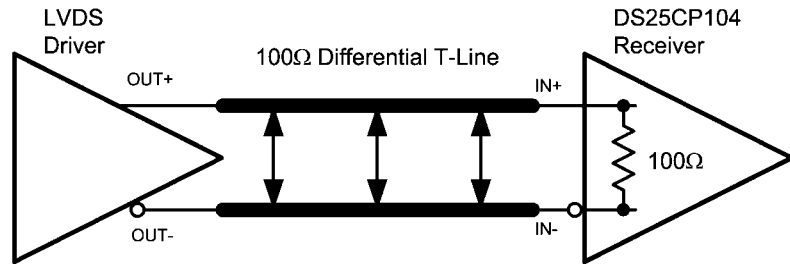 LVDS
Driver
DS25CP104
Receiver
100Ω Differential T-Line
OUT+
IN+
100Ω
OUT-
IN-